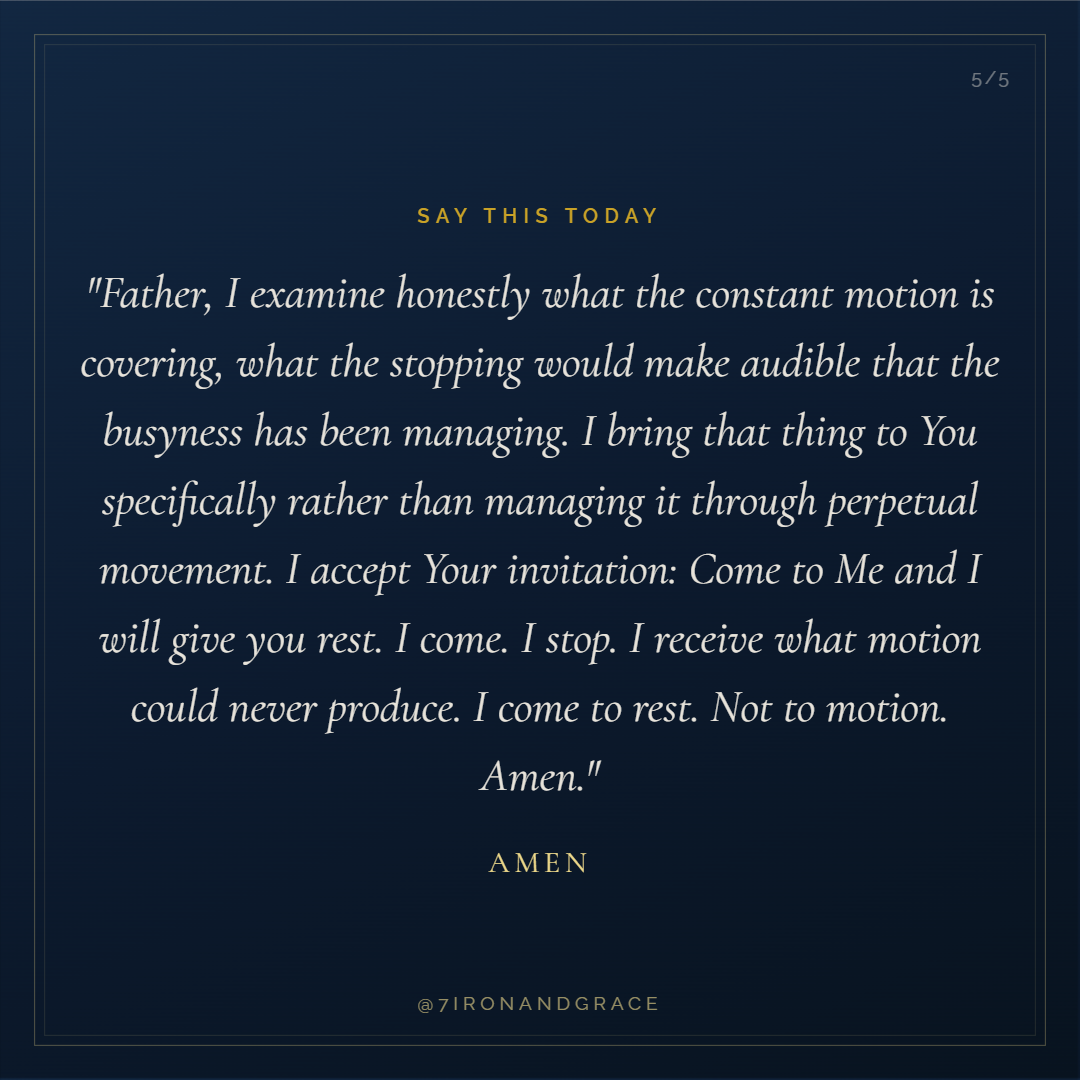 5/5
SAY THIS TODAY
"Father, I examine honestly what the constant motion is
covering, what the stopping would make audible that the
busyness has been managing. I bring that thing to You
specifically rather than managing it through perpetual
movement. I accept Your invitation: Come to Me and I
will give you rest. I come. I stop. I receive what motion
could never produce. I come to rest. Not to motion.
Amen."
AMEN
@7IRONANDGRACE